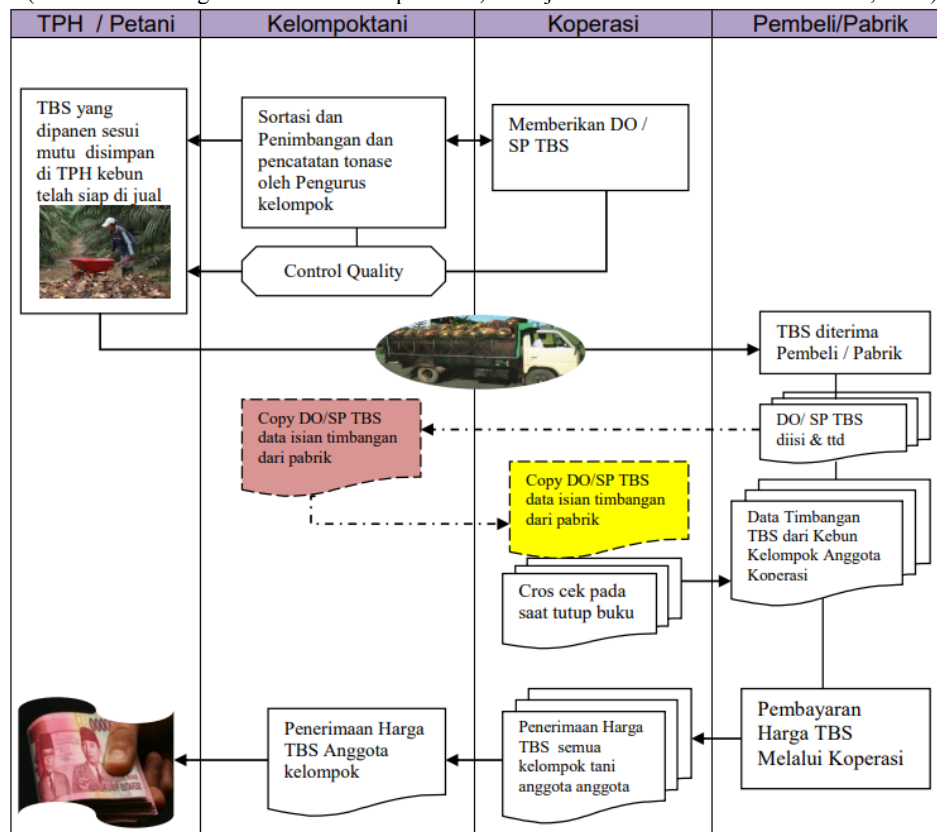 TPH / Petani
Kelompoktani
Koperasi
Pembeli/Pabrik
TBS yang
dipanen sesui
mutu disimpan
di TPH kebun
telah siap di jual
Sortasi dan
Penimbangan dan
pencatatan tonase
oleh Pengurus
kelompok
Memberikan DO /
SP TBS
Control Quality
TBS diterima
Pembeli / Pabrik
Copy DO/SP TBS
data isian timbangan
dari pabrik
DO/ SP TBS
diisi & ttd
Copy DO/SP TBS
data isian timbangan
dari pabrik
Data Timbangan
TBS dari Kebun
Kelompok Anggota
Koperasi
Cros cek pada
saat tutup buku
Penerimaan Harga
TBS Anggota
kelompok
Penerimaan Harga
TBS semua
kelompok tani
anggota anggota
Pembayaran
Harga TBS
Melalui Koperasi